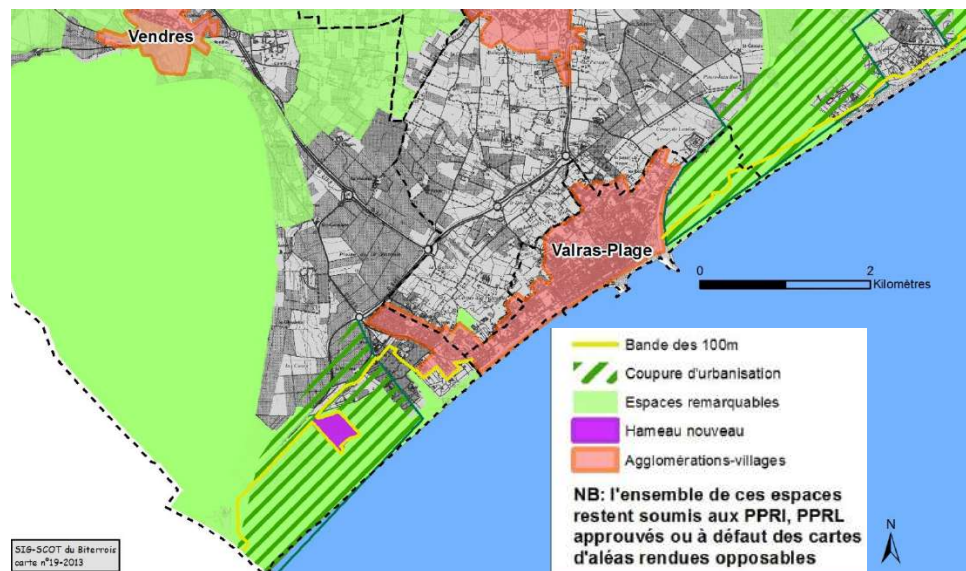 Vendres
Valras-Plage
0 2
Kilomètres
Bande des 100m
Coupure d'urbanisation
Espaces remarquables
Hameau nouveau
Agglomérations-villages
NB: l'ensemble de ces espaces
restent soumis aux PPRI, PPRL
approuvés ou à défaut des cartes
d'aléas rendues opposables
N
SIG-SCOT du Biterrois
carte n°19-2013